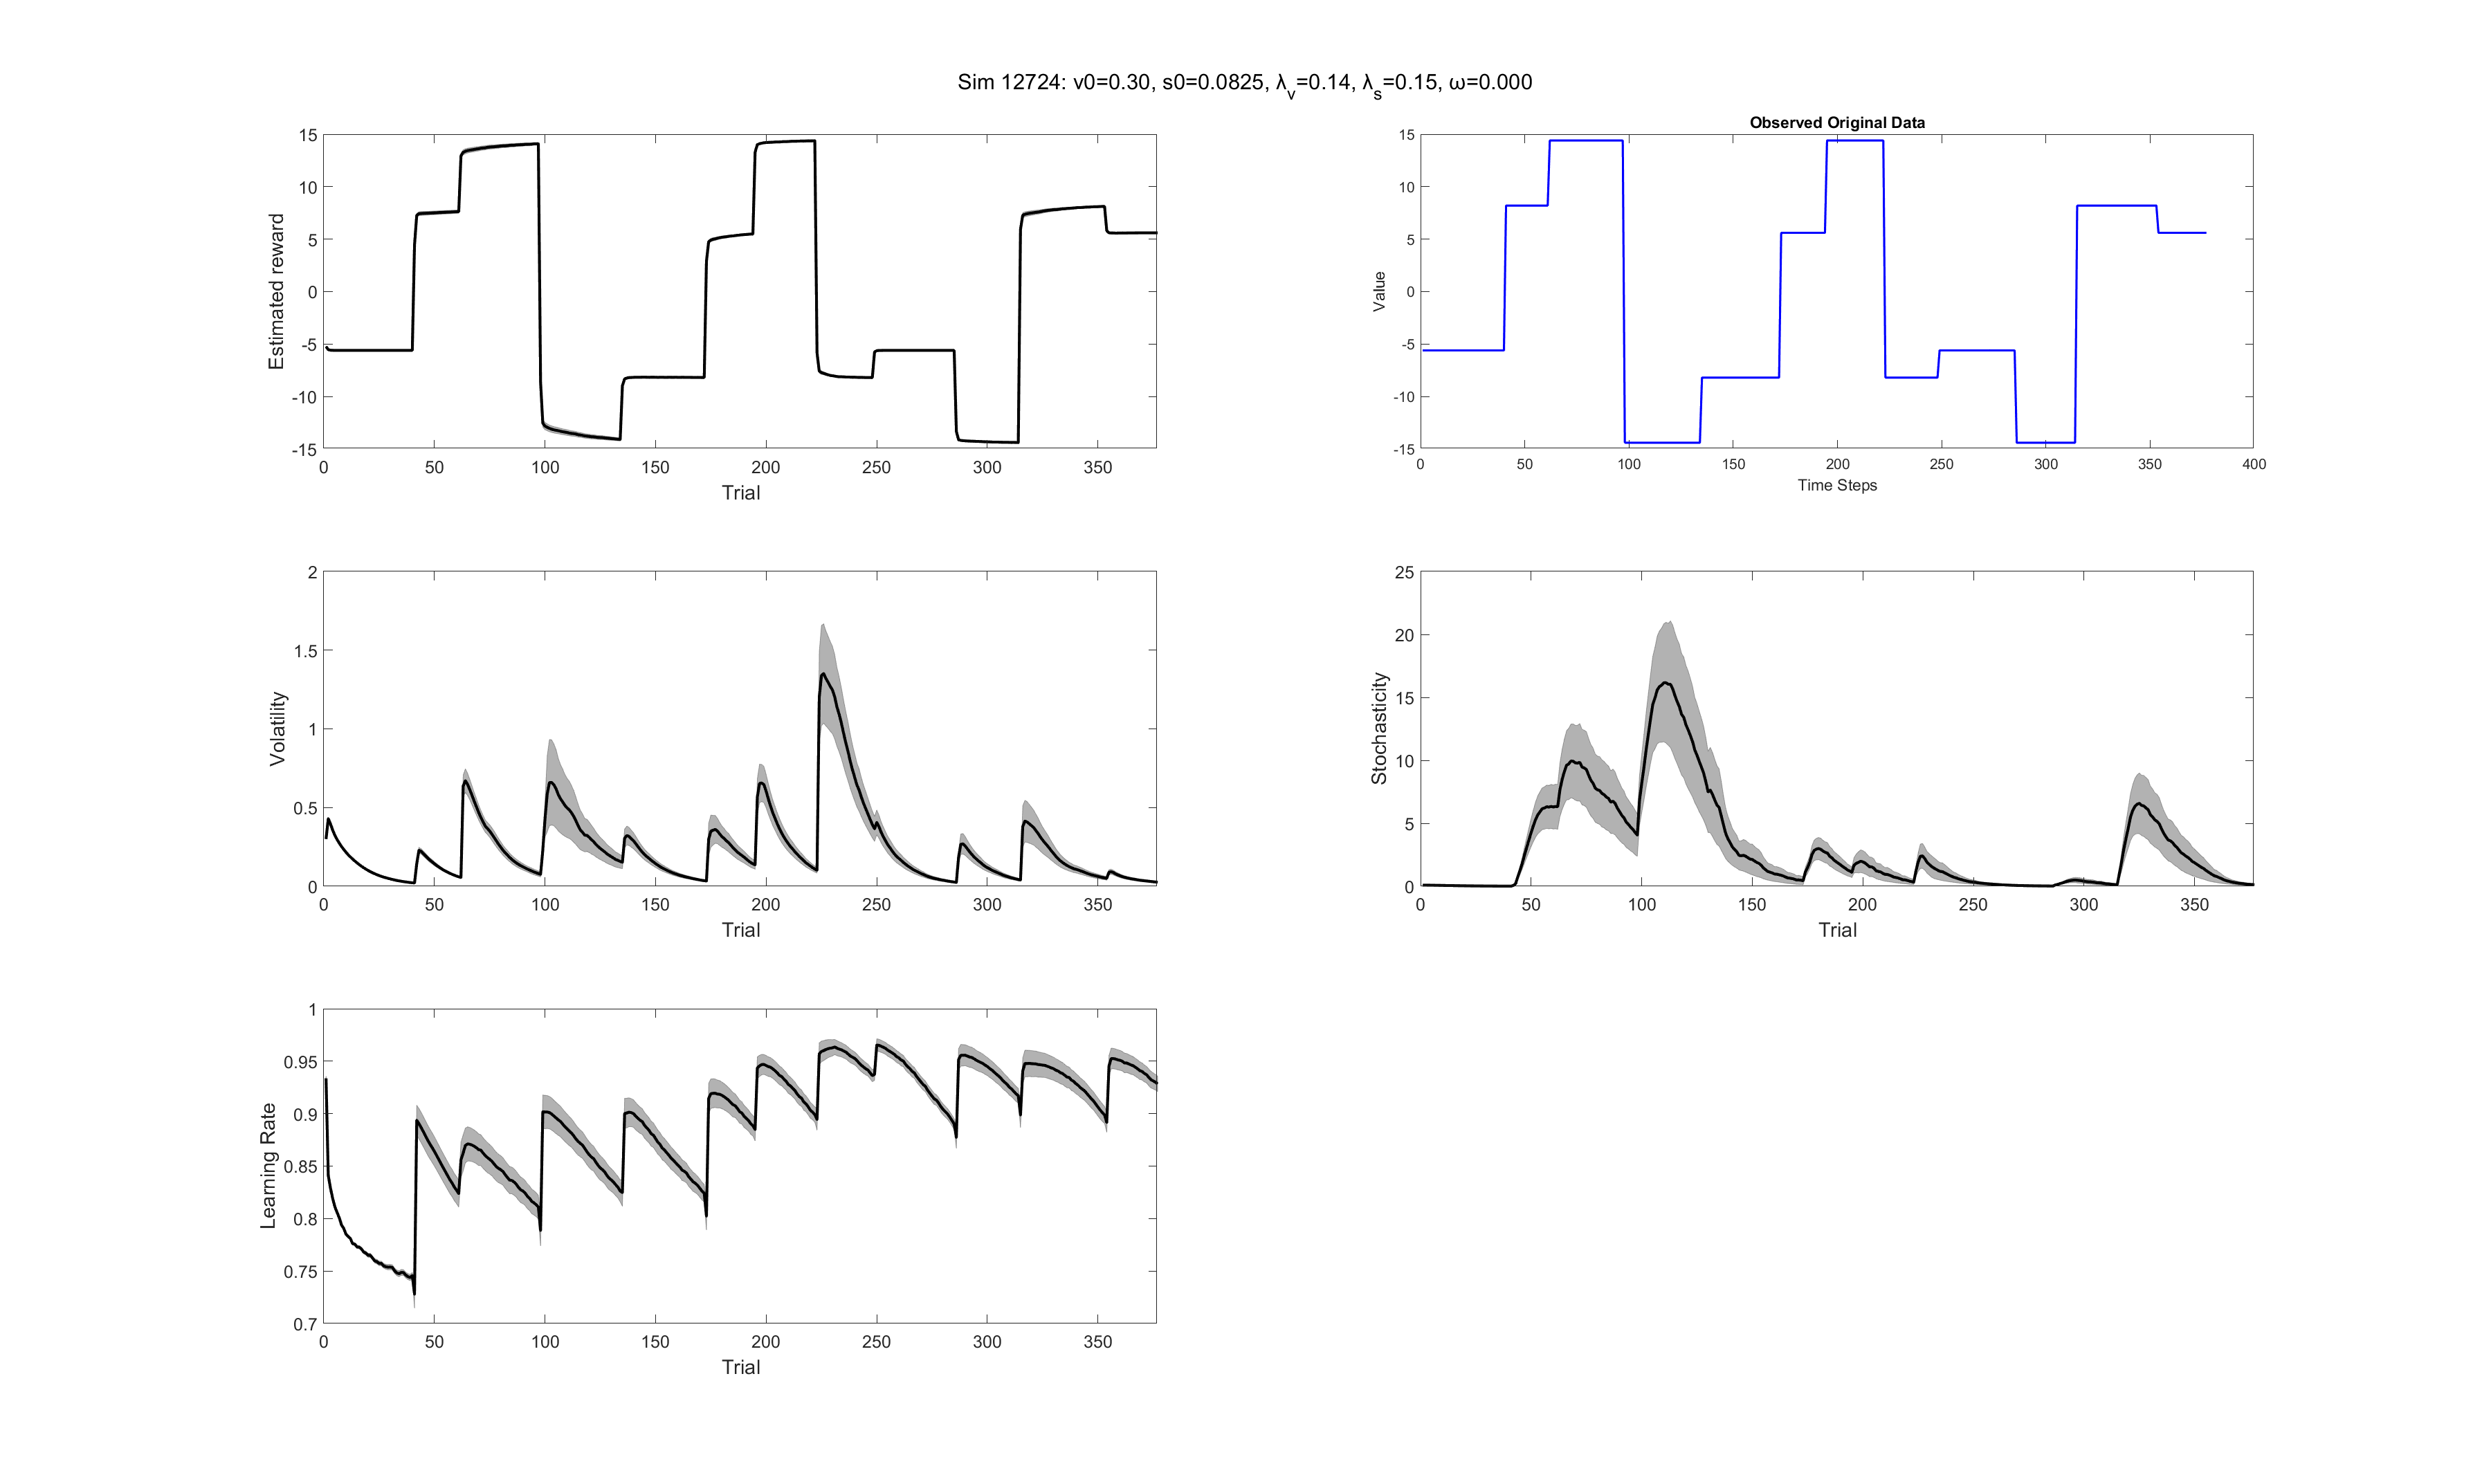 Sim 12724: v0=0.30, s0=0.0825, λv=0.14, λs=0.15, ω=0.000
Estimated reward
15
10
5
0
-5
-10
-15
0 50 100 150 200 250 300 350
Trial
Observed Original Data
Value
15
10
5
0
-5
-10
-15
0 50 100 150 200 250 300 350 400
Time Steps
Volatility
2
1.5
1
0.5
0
0 50 100 150 200 250 300 350
Trial
Stochasticity
25
20
15
10
5
0
0 50 100 150 200 250 300 350
Trial
Learning Rate
1
0.95
0.9
0.85
0.8
0.75
0.7
0 50 100 150 200 250 300 350
Trial